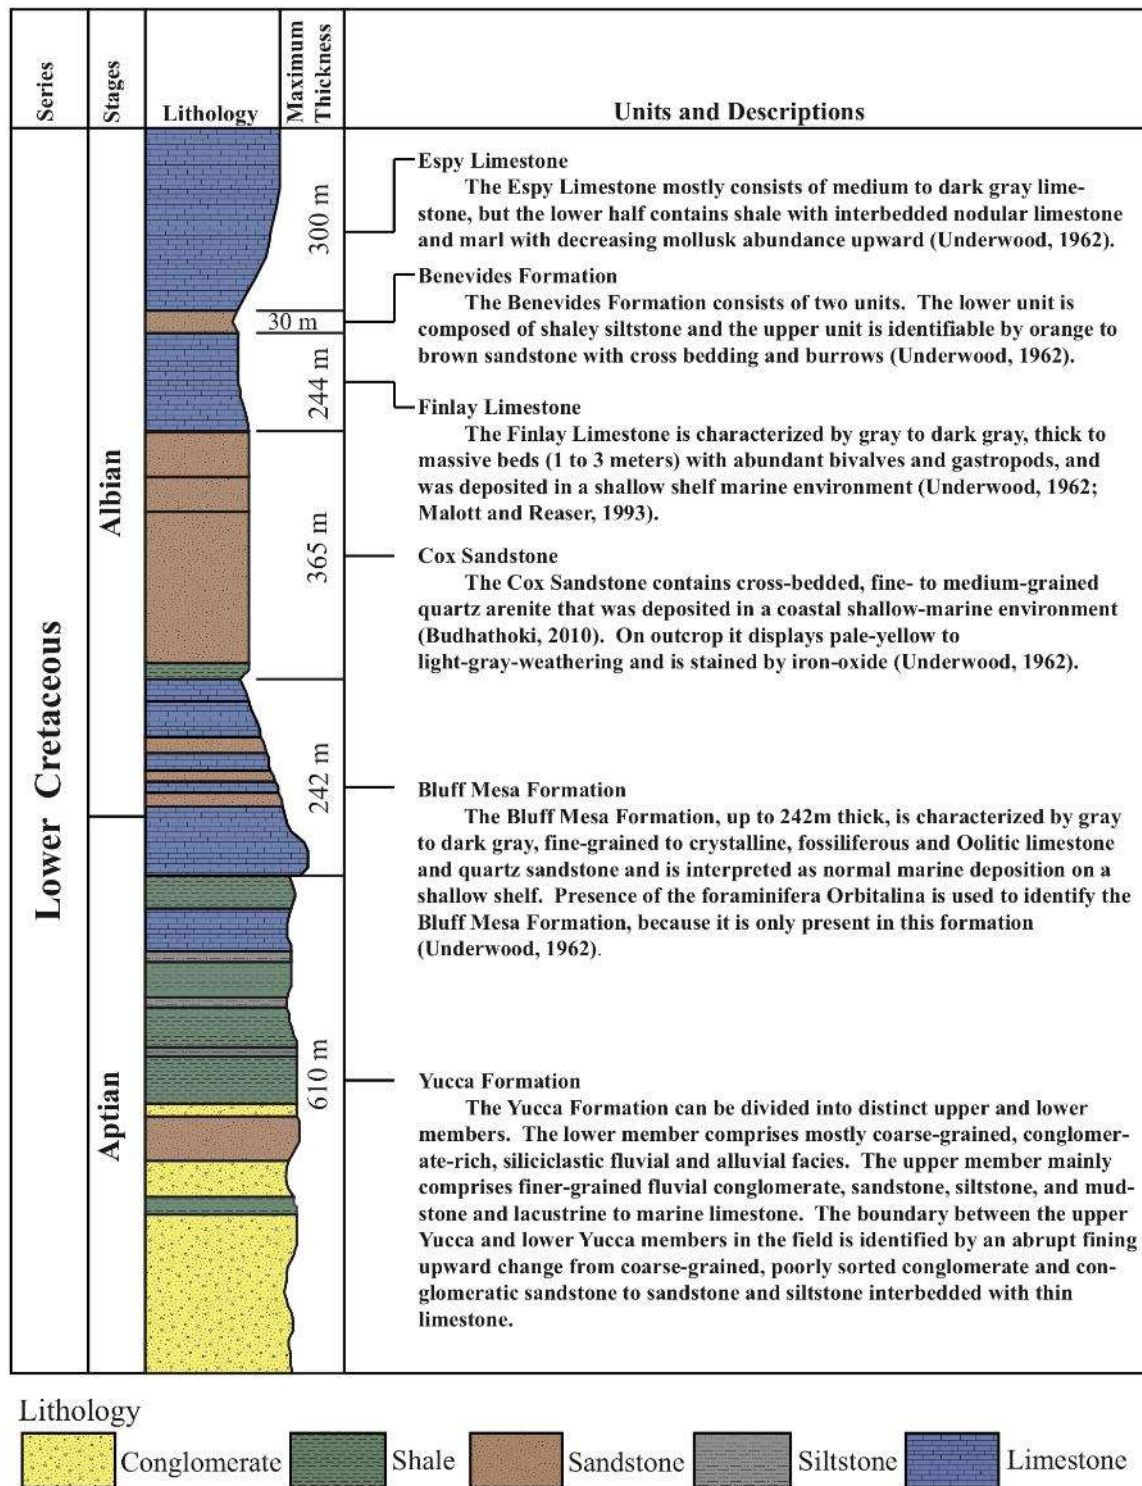 Series
Stages
Lithology
Maximum
Thickness
Units and Descriptions
Lower Cretaceous
Albian
Aptian
300 m
30 m
244 m
365 m
242 m
610 m
Espy Limestone
The Espy Limestone mostly consists of medium to dark gray lime-
stone, but the lower half contains shale with interbedded nodular limestone
and marl with decreasing mollusk abundance upward (Underwood, 1962).
Benevides Formation
The Benevides Formation consists of two units. The lower unit is
composed of shaley siltstone and the upper unit is identifiable by orange to
brown sandstone with cross bedding and burrows (Underwood, 1962).
Finlay Limestone
The Finlay Limestone is characterized by gray to dark gray, thick to
massive beds (1 to 3 meters) with abundant bivalves and gastropods, and
was deposited in a shallow shelf marine environment (Underwood, 1962;
Malott and Reaser, 1993).
Cox Sandstone
The Cox Sandstone contains cross-bedded, fine- to medium-grained
quartz arenite that was deposited in a coastal shallow-marine environment
(Budhathoki, 2010). On outcrop it displays pale-yellow to
light-gray-weathering and is stained by iron-oxide (Underwood, 1962).
Bluff Mesa Formation
The Bluff Mesa Formation, up to 242m thick, is characterized by gray
to dark gray, fine-grained to crystalline, fossiliferous and Oolitic limestone
and quartz sandstone and is interpreted as normal marine deposition on a
shallow shelf. Presence of the foraminifera Orbitalina is used to identify the
Bluff Mesa Formation, because it is only present in this formation
(Underwood, 1962).
Yucca Formation
The Yucca Formation can be divided into distinct upper and lower
members. The lower member comprises mostly coarse-grained, conglomer-
ate-rich, siliciclastic fluvial and alluvial facies. The upper member mainly
comprises finer-grained fluvial conglomerate, sandstone, siltstone, and mud-
stone and lacustrine to marine limestone. The boundary between the upper
Yucca and lower Yucca members in the field is identified by an abrupt fining
upward change from coarse-grained, poorly sorted conglomerate and con-
glomeratic sandstone to sandstone and siltstone interbedded with thin
limestone.
Lithology
Conglomerate
Shale
Sandstone
Siltstone
Limestone